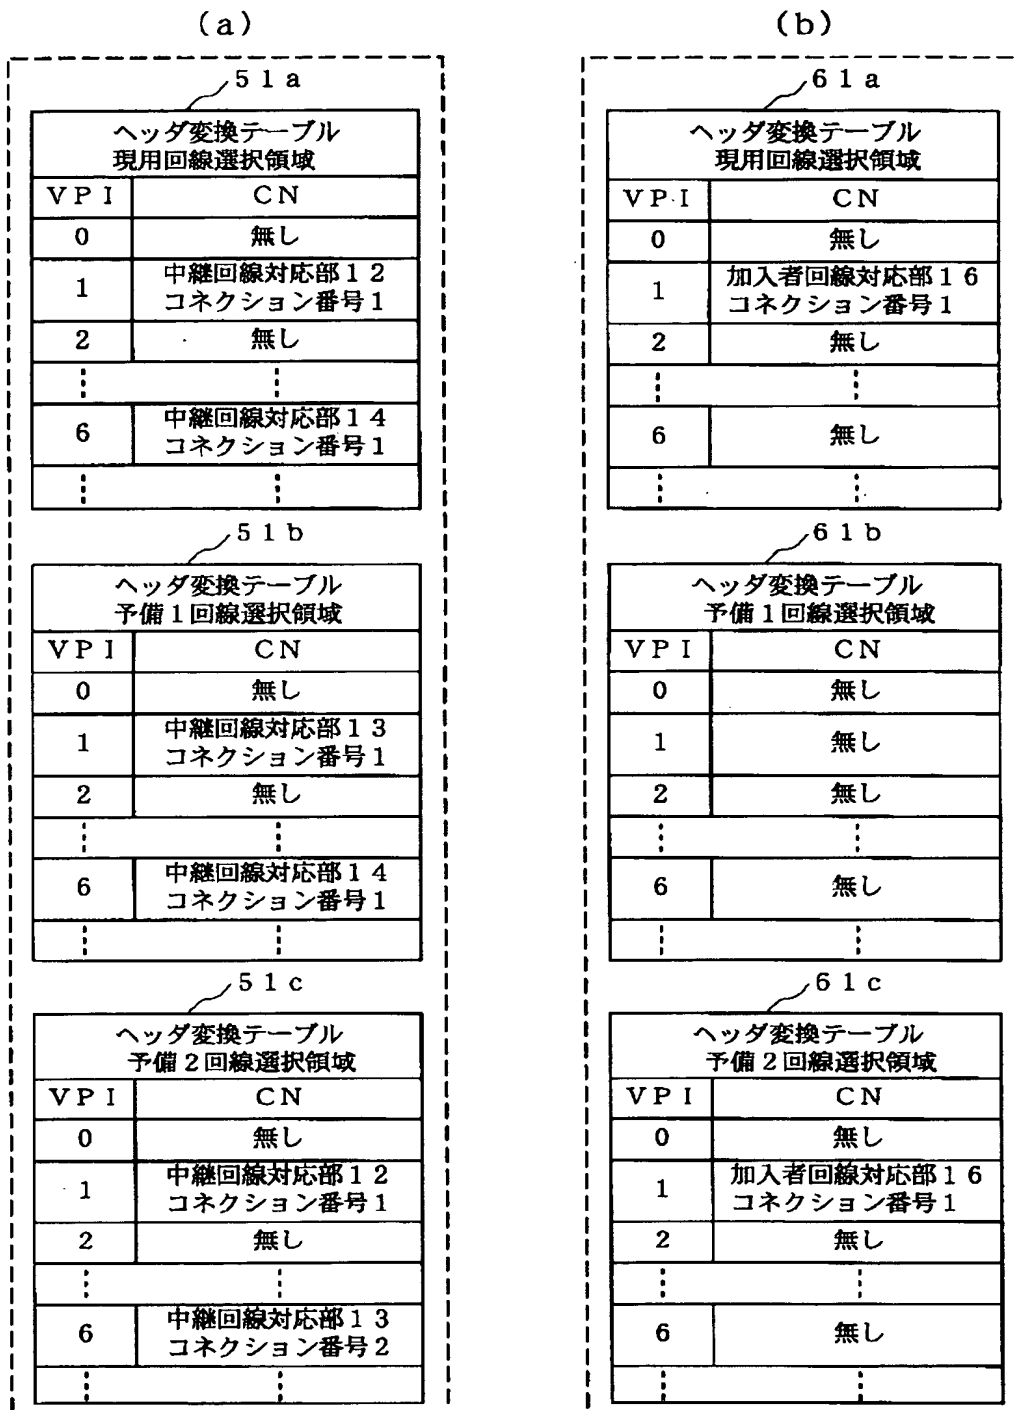 (a)
51a
ヘッダ変換テーブル
現用回線選択領域
VPI CN
0 無し
1 中継回線対応部12
コネクション番号1
2 無し
6 中継回線対応部14
コネクション番号1
51b
ヘッダ変換テーブル
予備1回線選択領域
VPI CN
0 無し
1 中継回線対応部13
コネクション番号1
2 無し
6 中継回線対応部14
コネクション番号1
51c
ヘッダ変換テーブル
予備2回線選択領域
VPI CN
0 無し
1 中継回線対応部12
コネクション番号1
2 無し
6 中継回線対応部13
コネクション番号2
(b)
61a
ヘッダ変換テーブル
現用回線選択領域
VPI CN
0 無し
1 加入者回線対応部16
コネクション番号1
2 無し
6 無し
61b
ヘッダ変換テーブル
予備1回線選択領域
VPI CN
0 無し
1 無し
2 無し
6 無し
61c
ヘッダ変換テーブル
予備2回線選択領域
VPI CN
0 無し
1 加入者回線対応部16
コネクション番号1
2 無し
6 無し